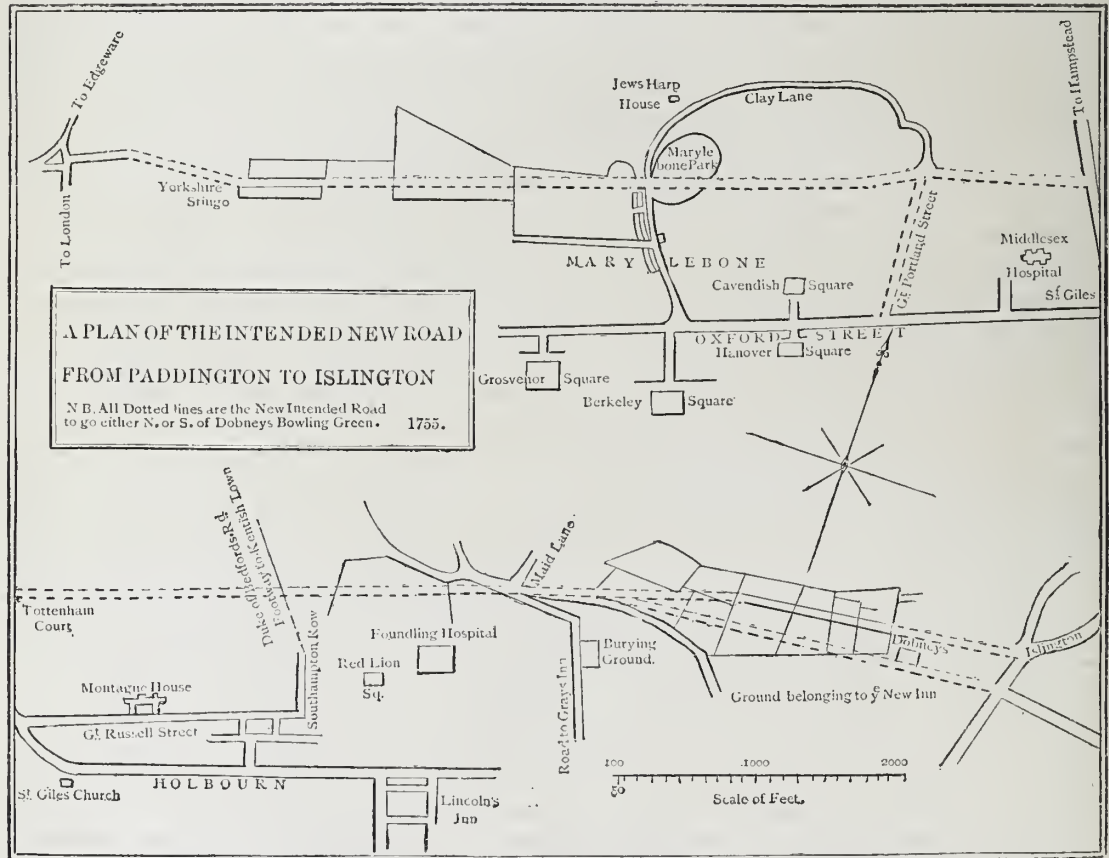 To Edgeware
To Hampstead
Jews Harp
House
Clay Lane
Maryle
bone Park
Yorkshire
Stingo
To London
Gt. Portland Street
Middlesex
Hospital
St. Giles
MARY LEBONE
Cavendish Square
OXFORD STREET
Hanover Square
Grosvenor Square
Berkeley Square
A PLAN OF THE INTENDED NEW ROAD
FROM PADDINGTON TO ISLINGTON
N B. All Dotted lines are the New Intended Road
to go either N. or S. of Dobneys Bowling Green. 1755.
Duke of Bedfords Rd.
Footway to Kentish Town
Maid Lane
Tottenham
Court
Southampton Row
Foundling Hospital
Red Lion
Sq.
Burying
Ground.
Dobneys
Islington
Montague House
Ground belonging to ye New Inn
Gt. Russell Street
Road to Grays Inn
HOLBOURN
St. Giles Church
Lincoln's
Inn
100 1000 2000
50
Scale of Feet.